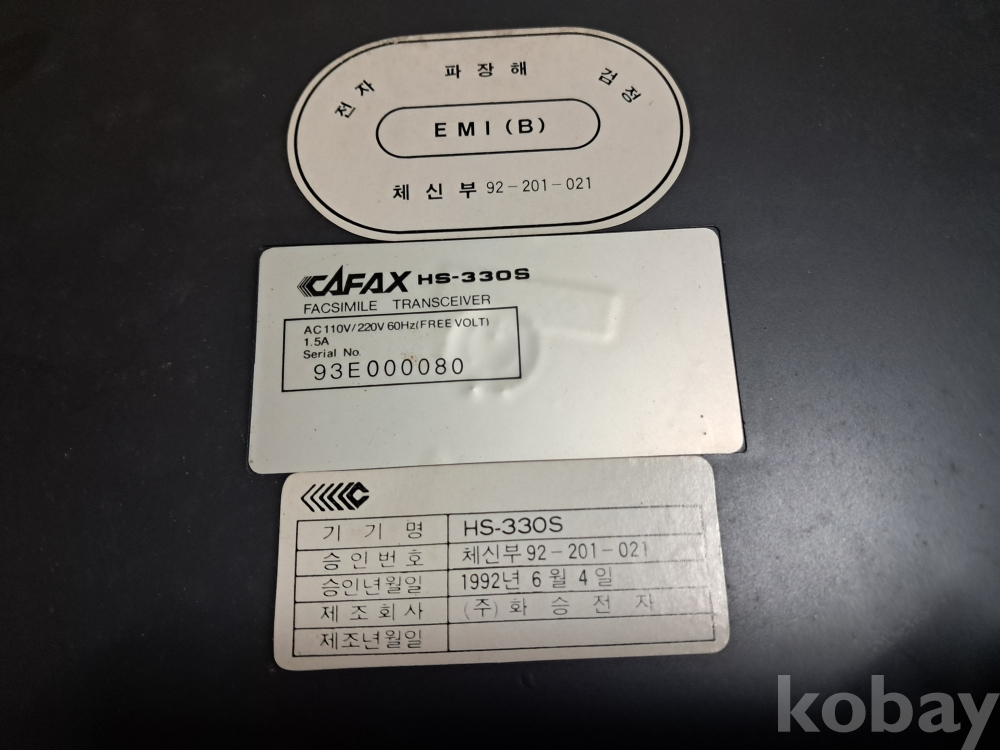 전자 파장해 검정
EMI (B)
체신부 92-201-021
CAFAX HS-330S
FACSIMILE TRANSCEIVER
AC 110V/220V 60Hz(FREE VOLT)
1.5A
Serial No.
93E000080
기기명 HS-330S
승인번호 체신부 92-201-021
승인년월일 1992년 6월 4일
제조회사 (주)화승전자
제조년월일
kobay